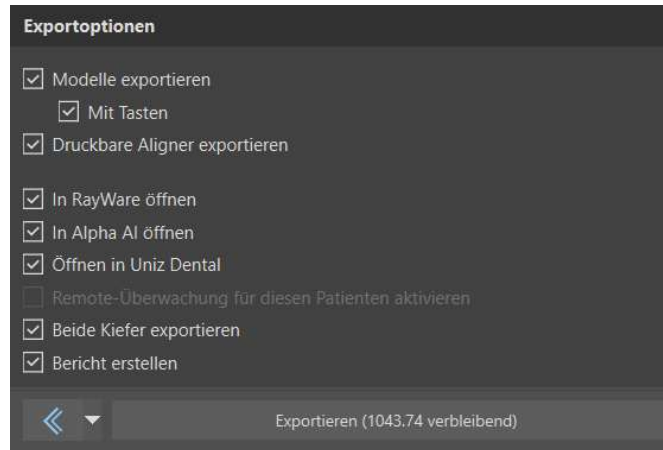 Exportoptionen
Modelle exportieren
Mit Tasten
Druckbare Aligner exportieren
In RayWare öffnen
In Alpha AI öffnen
Öffnen in Uniz Dental
Remote-Überwachung für diesen Patienten aktivieren
Beide Kiefer exportieren
Bericht erstellen
Exportieren (1043.74 verbleibend)